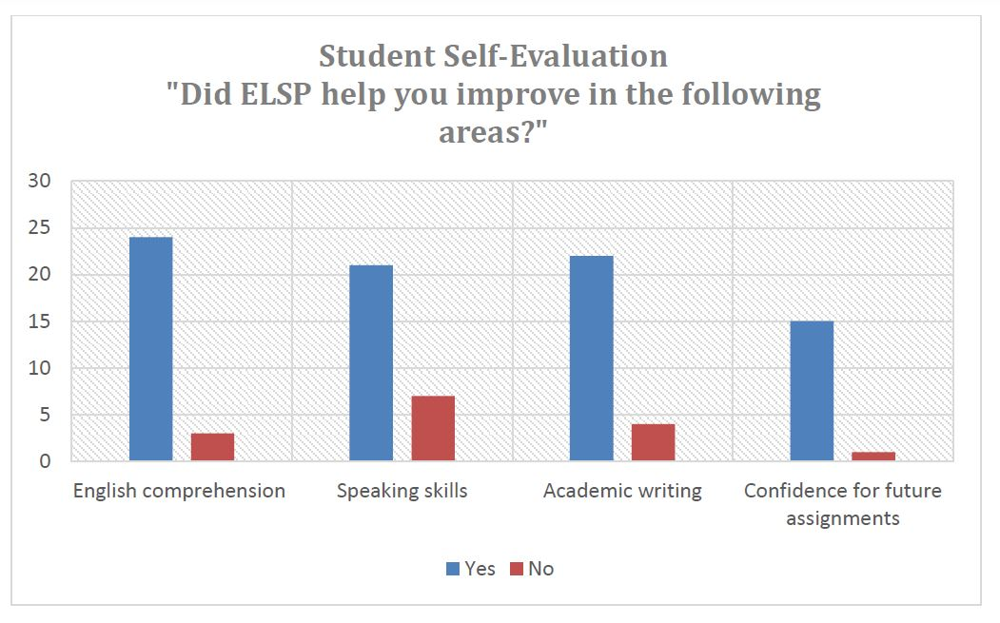 Student Self-Evaluation
"Did ELSP help you improve in the following
areas?"
30
25
20
15
10
5
0
English comprehension
Speaking skills
Academic writing
Confidence for future
assignments
Yes
No